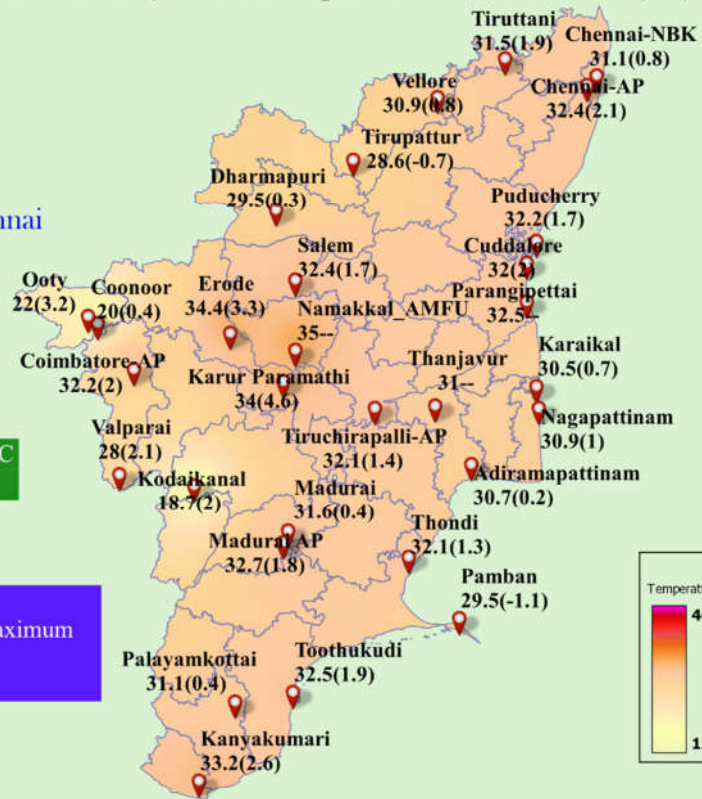 Tiruttani
31.5(1.9)
Chennai-NBK
31.1(0.8)
Chennai-AP
32.4(2.1)
Vellore
30.9(0.8)
Tirupattur
28.6(-0.7)
Dharmapuri
29.5(0.3)
Puducherry
32.2(1.7)
Salem
32.4(1.7)
Cuddalore
32(2)
Ooty
22(3.2)
Coonoor
20(0.4)
Erode
34.4(3.3)
Namakkal_AMFU
35--
Parangipettai
32.5--
Karaikal
30.5(0.7)
Coimbatore-AP
32.2(2)
Karur Paramathi
34(4.6)
Thanjavur
31--
Nagapattinam
30.9(1)
Valparai
28(2.1)
Tiruchirapalli-AP
32.1(1.4)
Kodaikanal
18.7(2)
Adiramapattinam
30.7(0.2)
Madurai
31.6(0.4)
Madurai AP
32.7(1.8)
Thondi
32.1(1.3)
Pamban
29.5(-1.1)
Palayamkottai
31.1(0.4)
Toothukudi
32.5(1.9)
Kanyakumari
33.2(2.6)
C